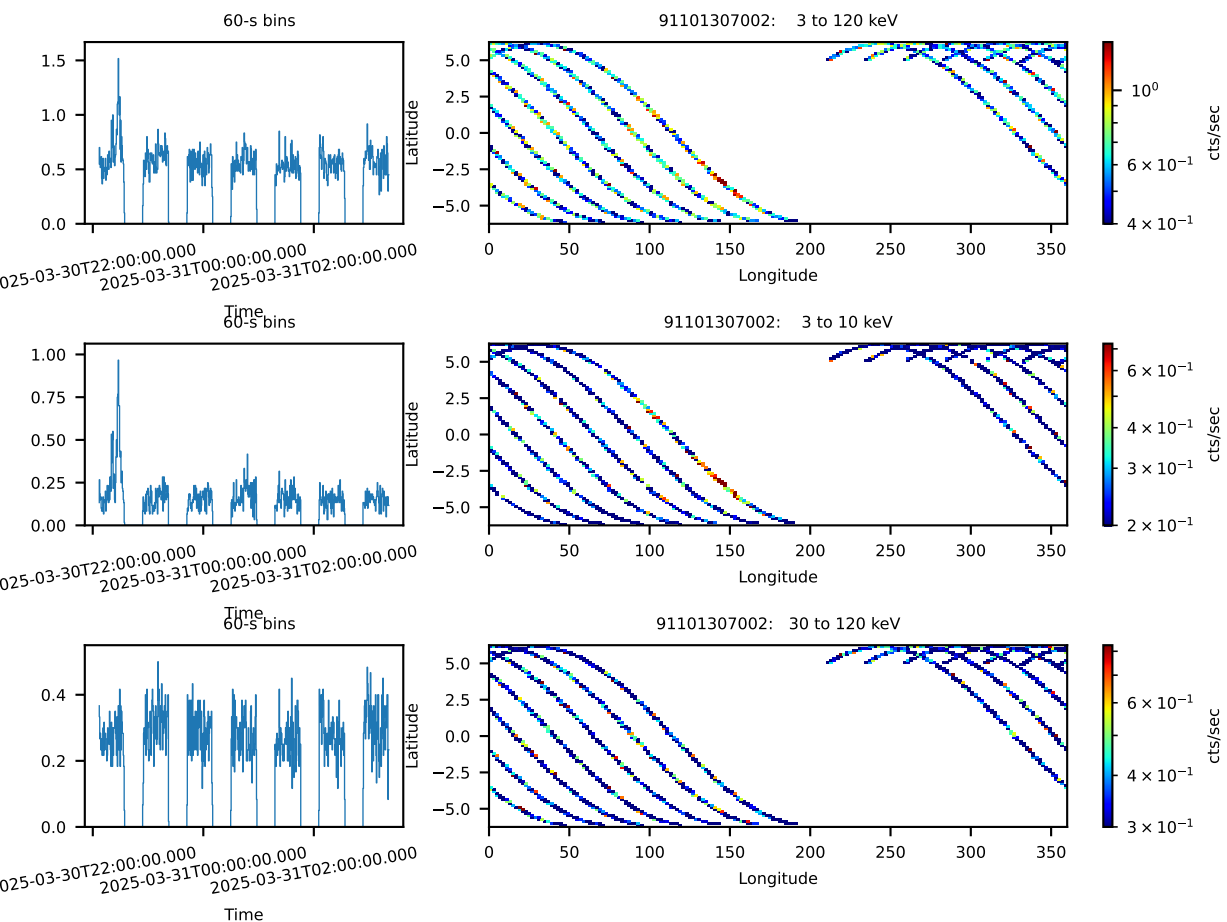 60-s bins
91101307002:    3 to 120 keV
1.5
1.0
0.5
0.0
025-03-30T22:00:00.000
2025-03-31T00:00:00.000
2025-03-31T02:00:00.000
Time
Latitude
5.0
2.5
0.0
−2.5
−5.0
0 50 100 150 200 250 300 350
Longitude
10⁰
6 × 10⁻¹
4 × 10⁻¹
cts/sec
60-s bins
91101307002:    3 to 10 keV
1.00
0.75
0.50
0.25
0.00
025-03-30T22:00:00.000
2025-03-31T00:00:00.000
2025-03-31T02:00:00.000
Time
Latitude
5.0
2.5
0.0
−2.5
−5.0
0 50 100 150 200 250 300 350
Longitude
6 × 10⁻¹
4 × 10⁻¹
3 × 10⁻¹
2 × 10⁻¹
cts/sec
60-s bins
91101307002:   30 to 120 keV
0.4
0.2
0.0
025-03-30T22:00:00.000
2025-03-31T00:00:00.000
2025-03-31T02:00:00.000
Time
Latitude
5.0
2.5
0.0
−2.5
−5.0
0 50 100 150 200 250 300 350
Longitude
6 × 10⁻¹
4 × 10⁻¹
3 × 10⁻¹
cts/sec